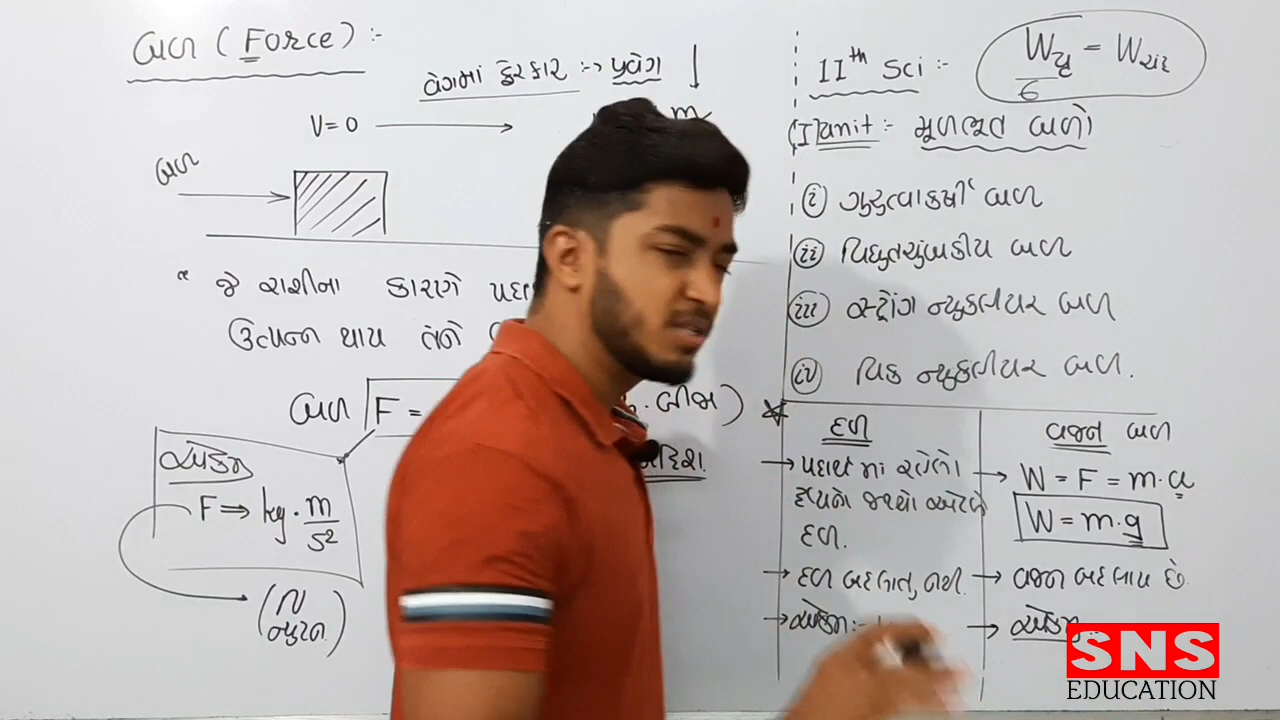 બળ (Force) :-
વેગમાં ફેરફાર :→ પ્રવેગ ↓
V=0
બળ
“ જે રાશીના કારણે
ઉત્પન્ન થાય તેને
બળ F =
. બીજો)
એકમ
સદિશ.
F ⇒ kg · m/s²
(N
ન્યુટન)
11th Sci :-
W = W
6
(I) unit :- મૂળભૂત બળો
(i) ગુરુત્વાકર્ષી બળ
(ii) વિદ્યુતચુંબકીય બળ
(iii) સ્ટ્રોંગ ન્યુક્લીયર બળ
(iv) વિક ન્યુક્લીયર બળ.
દળ
→ પદાર્થ માં રહેલો
દ્રવ્યનો જથ્થો એટલે
દળ.
→ દળ બદલાતુ નથી
→ એકમ :-
વજન બળ
→ W = F = m·a
W = m·g
→ વજન બદલાય છે
→ એકમ
SNS
EDUCATION